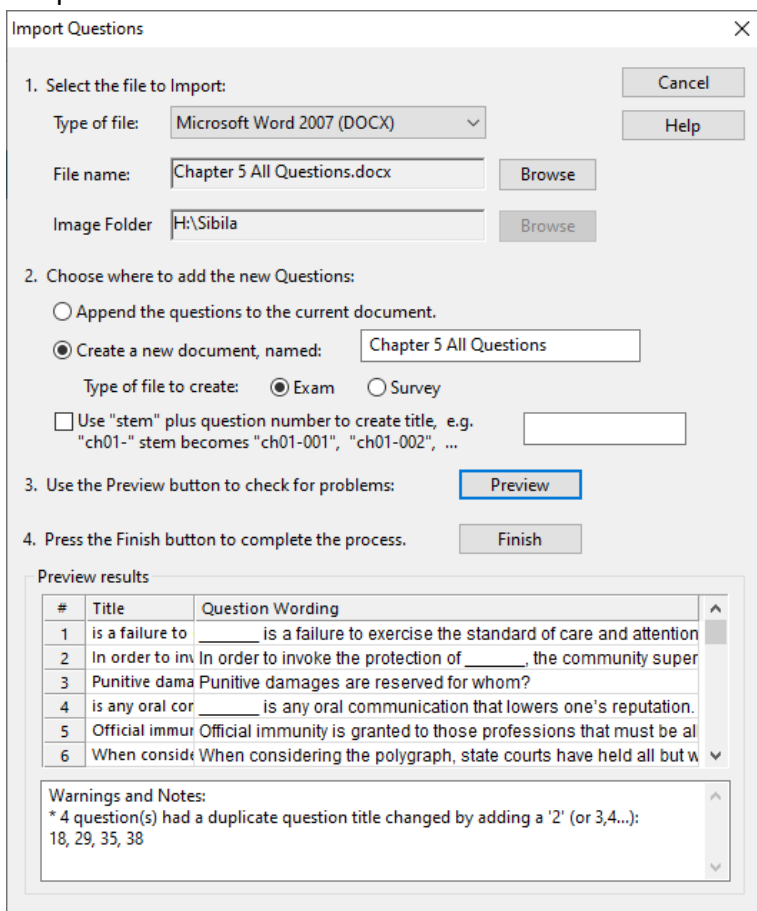 Import Questions
1. Select the file to Import:
Cancel
Type of file: Microsoft Word 2007 (DOCX)
Help
File name: Chapter 5 All Questions.docx Browse
Image Folder H:\Sibila Browse
2. Choose where to add the new Questions:
Append the questions to the current document.
Create a new document, named: Chapter 5 All Questions
Type of file to create: Exam Survey
Use "stem" plus question number to create title, e.g.
"ch01-" stem becomes "ch01-001", "ch01-002", ...
3. Use the Preview button to check for problems: Preview
4. Press the Finish button to complete the process. Finish
Preview results
# Title Question Wording
1 is a failure to _______ is a failure to exercise the standard of care and attention
2 In order to inv In order to invoke the protection of _______, the community super
3 Punitive dama Punitive damages are reserved for whom?
4 is any oral cor _______ is any oral communication that lowers one's reputation.
5 Official immur Official immunity is granted to those professions that must be al
6 When conside When considering the polygraph, state courts have held all but w
Warnings and Notes:
* 4 question(s) had a duplicate question title changed by adding a '2' (or 3,4...):
18, 29, 35, 38